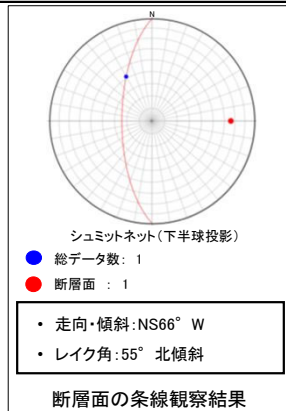 N
シュミットネット(下半球投影)
総データ数: 1
断層面 : 1
• 走向・傾斜:NS66° W
• レイク角:55° 北傾斜
断層面の条線観察結果